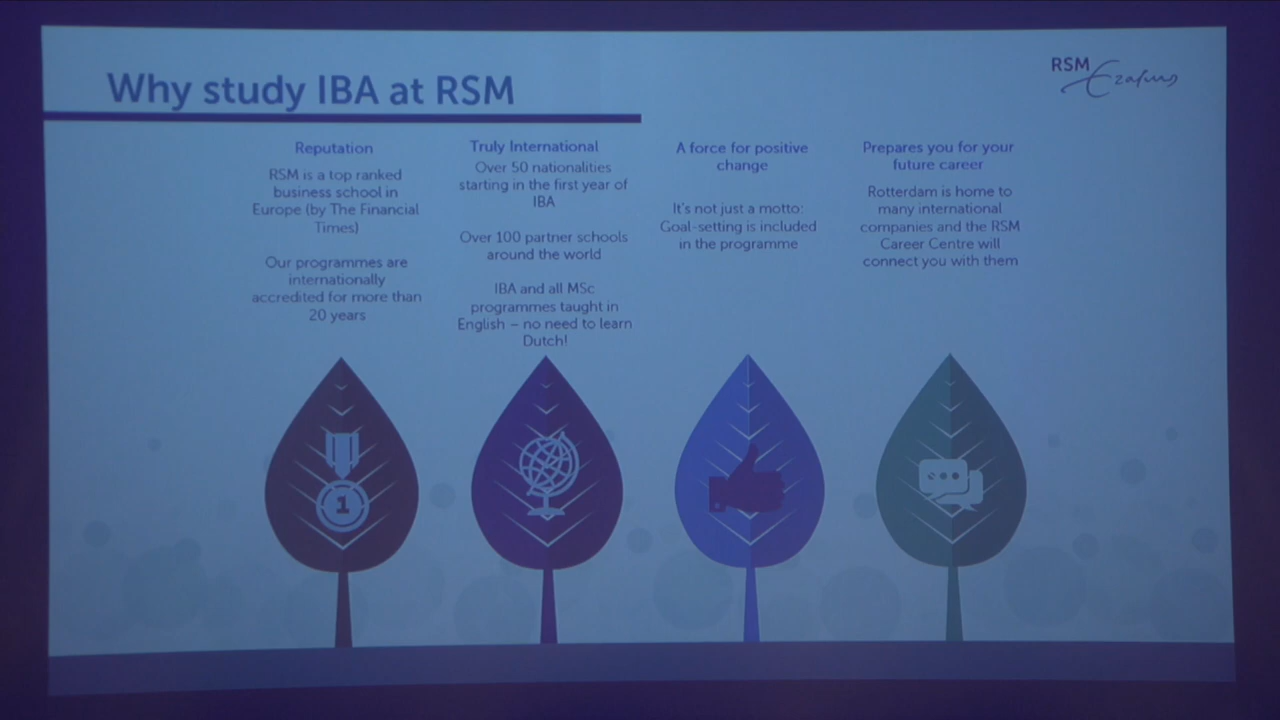 Why study IBA at RSM
RSM
Erasmus
Reputation
RSM is a top ranked
business school in
Europe (by The Financial
Times)
Our programmes are
internationally
accredited for more than
20 years
Truly International
Over 50 nationalities
starting in the first year of
IBA
Over 100 partner schools
around the world
IBA and all MSc
programmes taught in
English – no need to learn
Dutch!
A force for positive
change
It's not just a motto:
Goal-setting is included
in the programme
Prepares you for your
future career
Rotterdam is home to
many international
companies and the RSM
Career Centre will
connect you with them
1